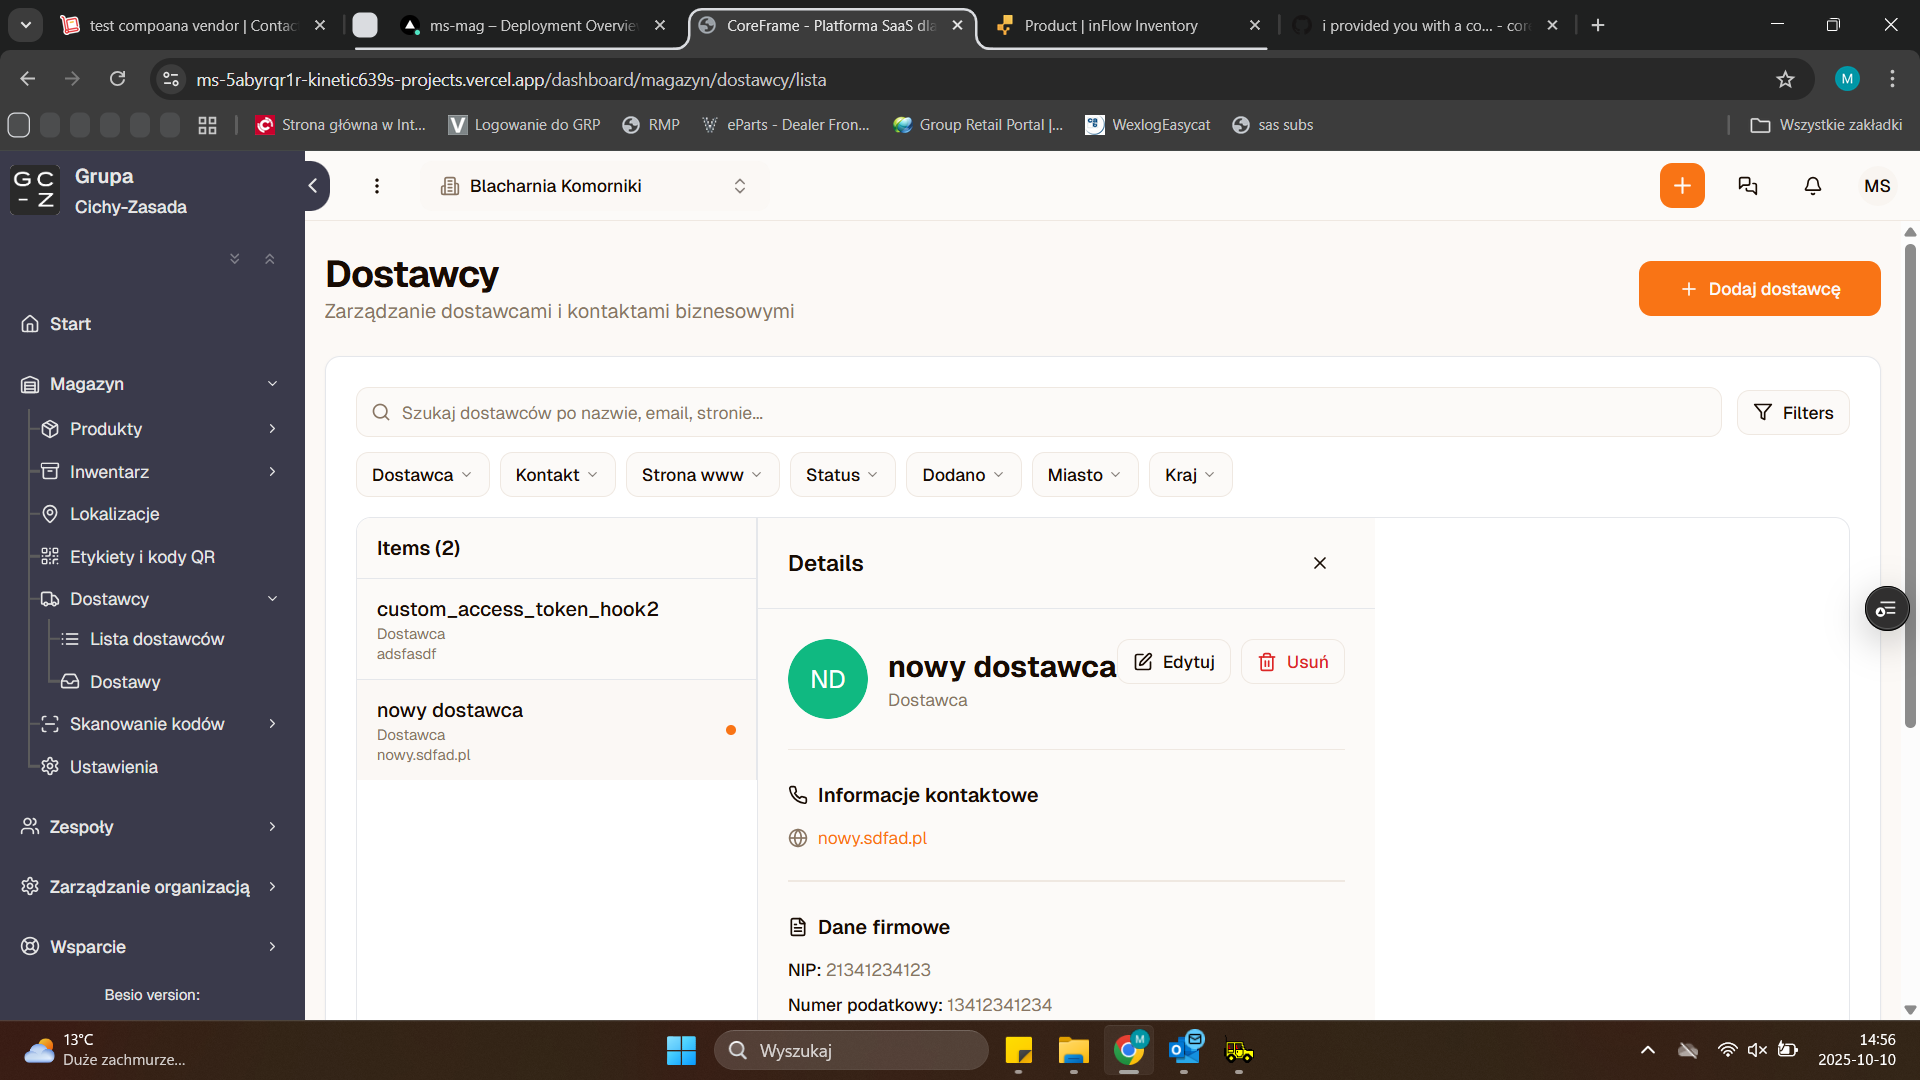 test compoana vendor | Contac
ms-mag – Deployment Overvie
CoreFrame - Platforma SaaS dla
Product | inFlow Inventory
i provided you with a co... - cor
ms-5abyrqr1r-kinetic639s-projects.vercel.app/dashboard/magazyn/dostawcy/lista
M
Strona główna w Int...
Logowanie do GRP
RMP
eParts - Dealer Fron...
Group Retail Portal |...
WexlogEasycat
sas subs
Wszystkie zakładki
GC
- Z
Grupa
Cichy-Zasada
Blacharnia Komorniki
MS
Start
Magazyn
Produkty
Inwentarz
Lokalizacje
Etykiety i kody QR
Dostawcy
Lista dostawców
Dostawy
Skanowanie kodów
Ustawienia
Zespoły
Zarządzanie organizacją
Wsparcie
Besio version:
Dostawcy
Zarządzanie dostawcami i kontaktami biznesowymi
Dodaj dostawcę
Szukaj dostawców po nazwie, email, stronie...
Filters
Dostawca
Kontakt
Strona www
Status
Dodano
Miasto
Kraj
Items (2)
custom_access_token_hook2
Dostawca
adsfasdf
nowy dostawca
Dostawca
nowy.sdfad.pl
Details
ND
nowy dostawca
Dostawca
Edytuj
Usuń
Informacje kontaktowe
nowy.sdfad.pl
Dane firmowe
NIP: 21341234123
Numer podatkowy: 13412341234
13°C
Duże zachmurze...
Wyszukaj
M
14:56
2025-10-10